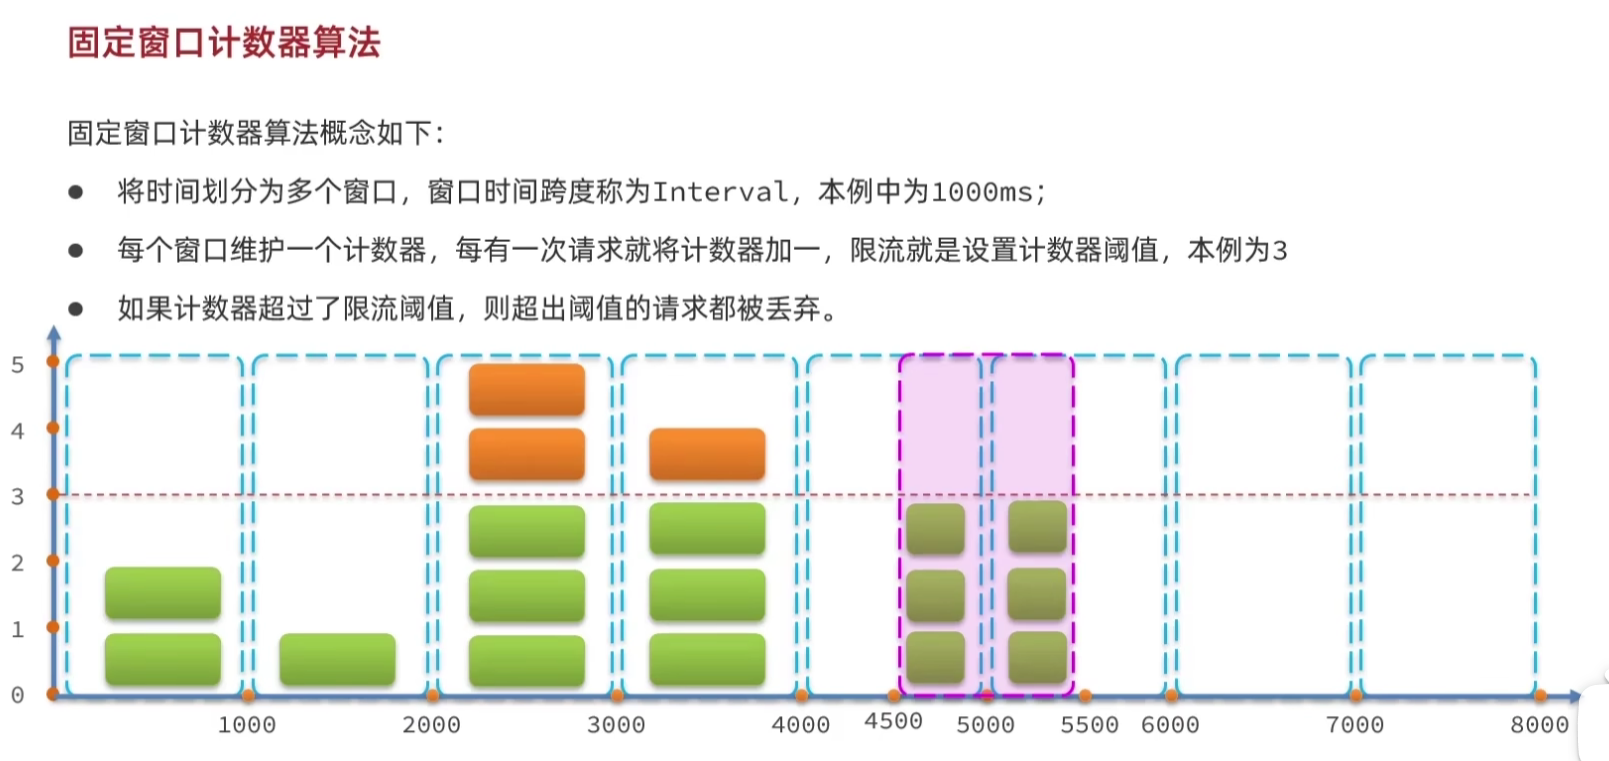 固定窗口计数器算法
固定窗口计数器算法概念如下：
● 将时间划分为多个窗口，窗口时间跨度称为Interval，本例中为1000ms；
● 每个窗口维护一个计数器，每有一次请求就将计数器加一，限流就是设置计数器阈值，本例为3
● 如果计数器超过了限流阈值，则超出阈值的请求都被丢弃。
5
4
3
2
1
0
1000 2000 3000 4000 4500 5000 5500 6000 7000 8000